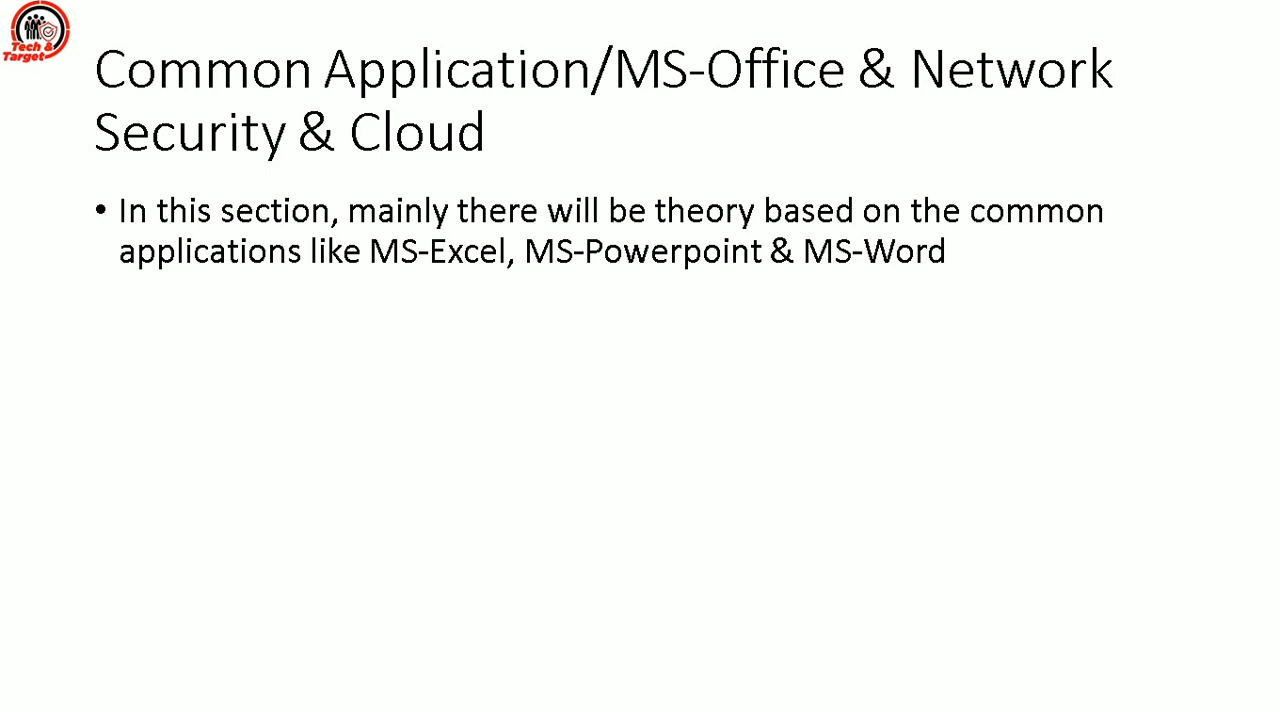 Tech &
Target
Common Application/MS-Office & Network
Security & Cloud
• In this section, mainly there will be theory based on the common
applications like MS-Excel, MS-Powerpoint & MS-Word